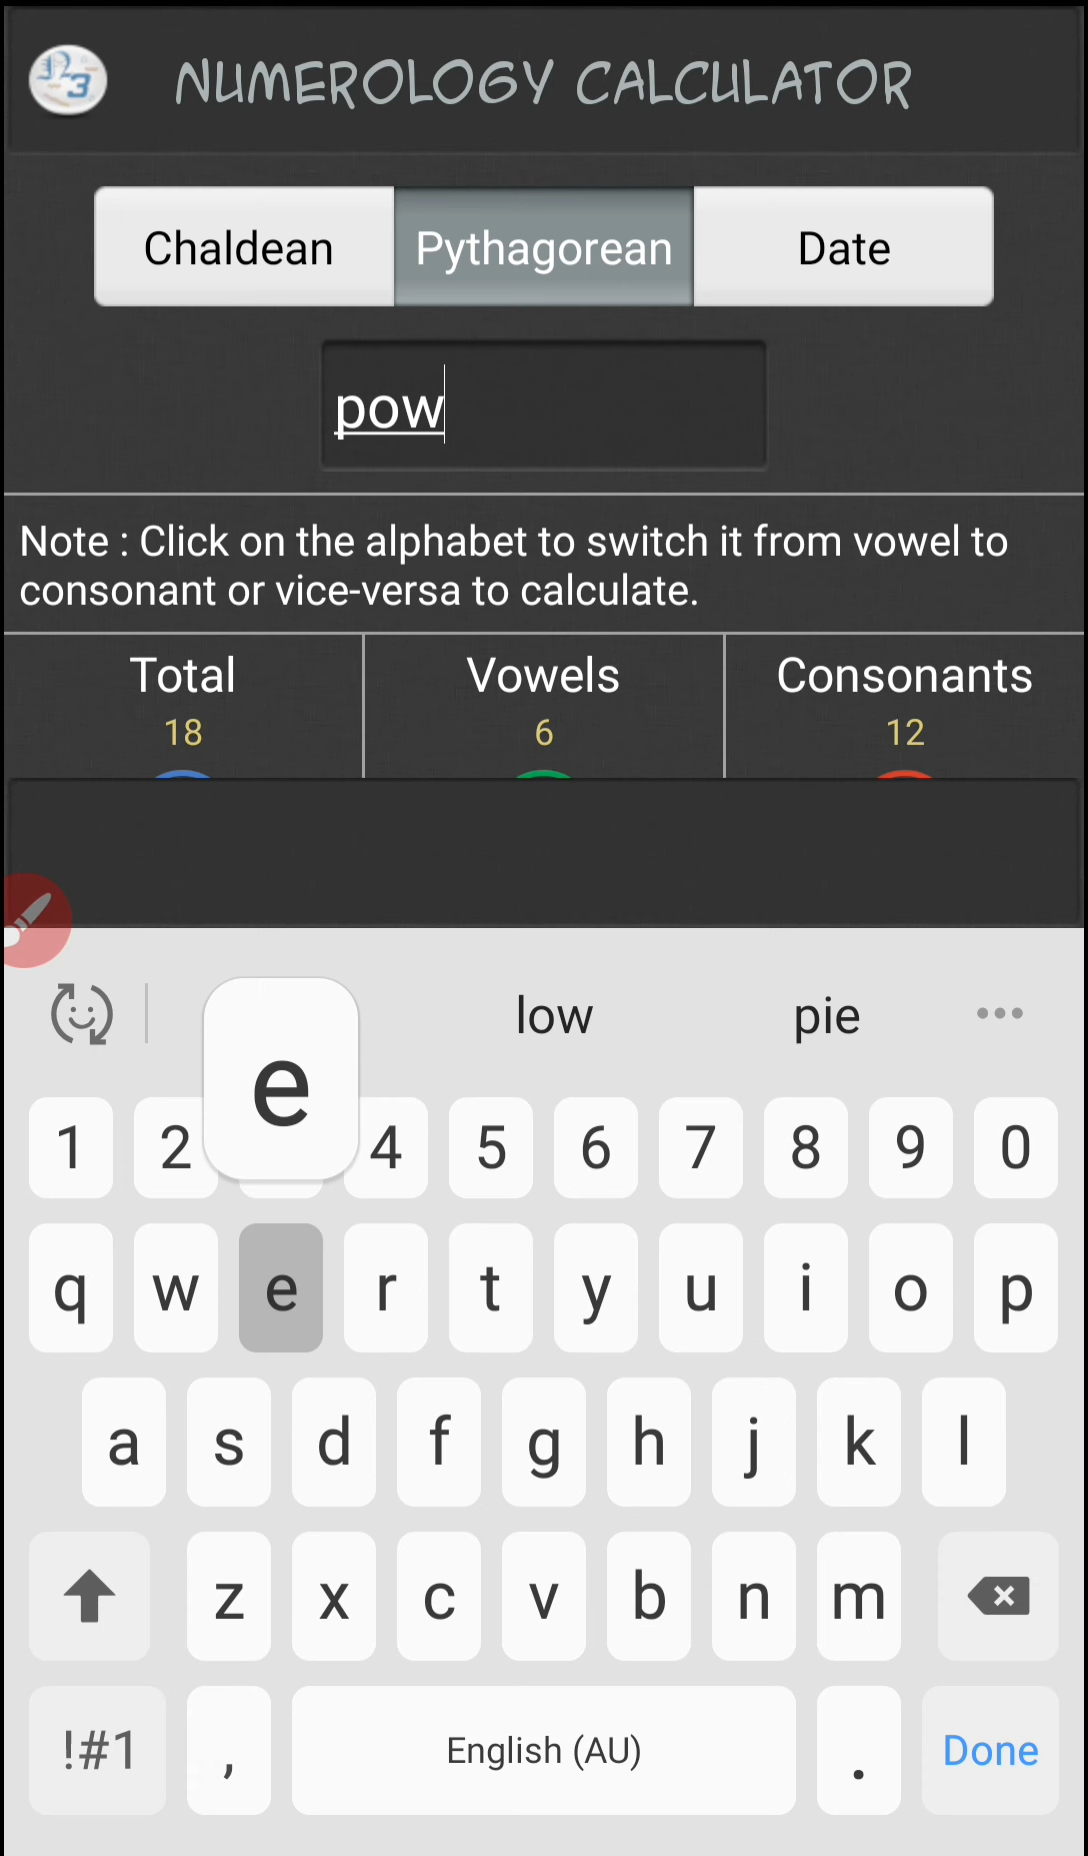 NUMEROLOGY CALCULATOR
Chaldean Pythagorean Date
pow
Note : Click on the alphabet to switch it from vowel to
consonant or vice-versa to calculate.
Total Vowels Consonants
18 6 12
e low pie
1 2 4 5 6 7 8 9 0
q w e r t y u i o p
a s d f g h j k l
z x c v b n m
!#1 , English (AU) . Done